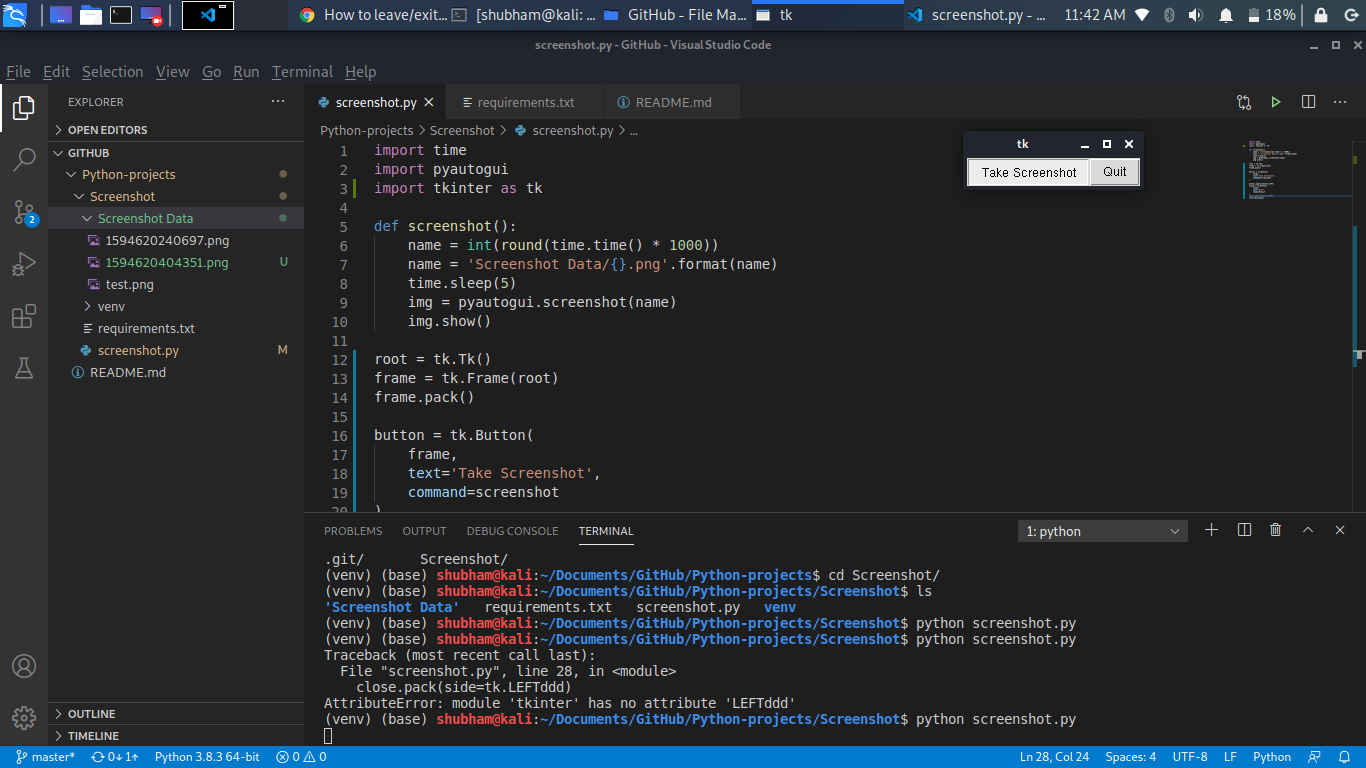 How to leave/exit... [shubham@kali: ... GitHub - File Ma... tk screenshot.py - ... 11:42 AM 18%
screenshot.py - GitHub - Visual Studio Code
File Edit Selection View Go Run Terminal Help
EXPLORER
OPEN EDITORS
GITHUB
Python-projects
Screenshot
Screenshot Data
1594620240697.png
1594620404351.png U
test.png
venv
requirements.txt
screenshot.py M
README.md
OUTLINE
TIMELINE
2
screenshot.py requirements.txt README.md
Python-projects > Screenshot > screenshot.py > ...
1 import time
2 import pyautogui
3 import tkinter as tk
4
5 def screenshot():
6 name = int(round(time.time() * 1000))
7 name = 'Screenshot Data/{}.png'.format(name)
8 time.sleep(5)
9 img = pyautogui.screenshot(name)
10 img.show()
11
12 root = tk.Tk()
13 frame = tk.Frame(root)
14 frame.pack()
15
16 button = tk.Button(
17 frame,
18 text='Take Screenshot',
19 command=screenshot
20 )
tk
Take Screenshot Quit
PROBLEMS OUTPUT DEBUG CONSOLE TERMINAL 1: python
.git/ Screenshot/
(venv) (base) shubham@kali:~/Documents/GitHub/Python-projects$ cd Screenshot/
(venv) (base) shubham@kali:~/Documents/GitHub/Python-projects/Screenshot$ ls
'Screenshot Data' requirements.txt screenshot.py venv
(venv) (base) shubham@kali:~/Documents/GitHub/Python-projects/Screenshot$ python screenshot.py
(venv) (base) shubham@kali:~/Documents/GitHub/Python-projects/Screenshot$ python screenshot.py
Traceback (most recent call last):
File "screenshot.py", line 28, in <module>
close.pack(side=tk.LEFTddd)
AttributeError: module 'tkinter' has no attribute 'LEFTddd'
(venv) (base) shubham@kali:~/Documents/GitHub/Python-projects/Screenshot$ python screenshot.py
master* 0↓ 1↑ Python 3.8.3 64-bit 0 0 Ln 28, Col 24 Spaces: 4 UTF-8 LF Python